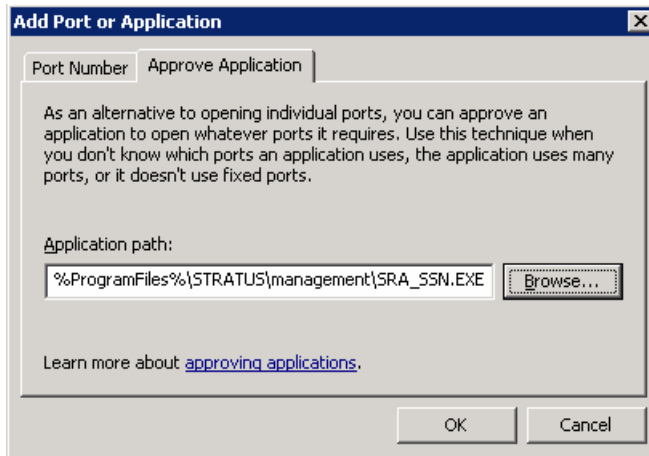 Add Port or Application
Port Number
Approve Application
As an alternative to opening individual ports, you can approve an
application to open whatever ports it requires. Use this technique when
you don't know which ports an application uses, the application uses many
ports, or it doesn't use fixed ports.
Application path:
%ProgramFiles%\STRATUS\management\SRA_SSN.EXE
Browse...
Learn more about approving applications.
OK
Cancel